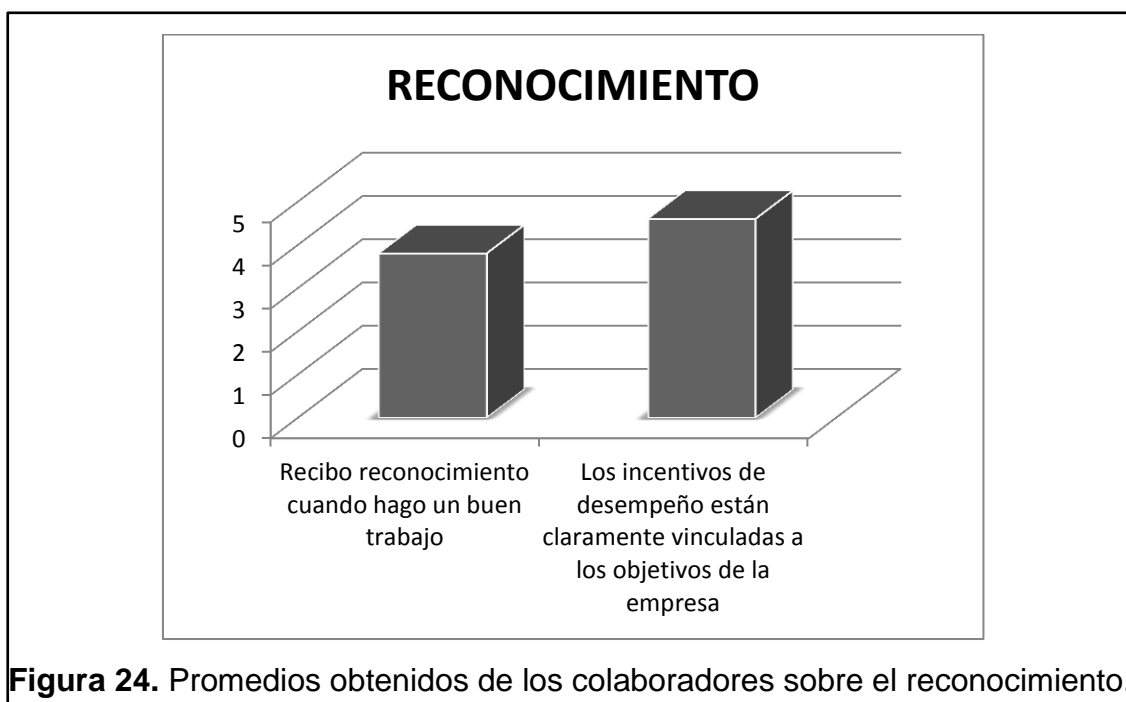 RECONOCIMIENTO
5
4
3
2
1
0
Recibo reconocimiento
cuando hago un buen
trabajo
Los incentivos de
desempeño están
claramente vinculadas a
los objetivos de la
empresa
Figura 24. Promedios obtenidos de los colaboradores sobre el reconocimiento.